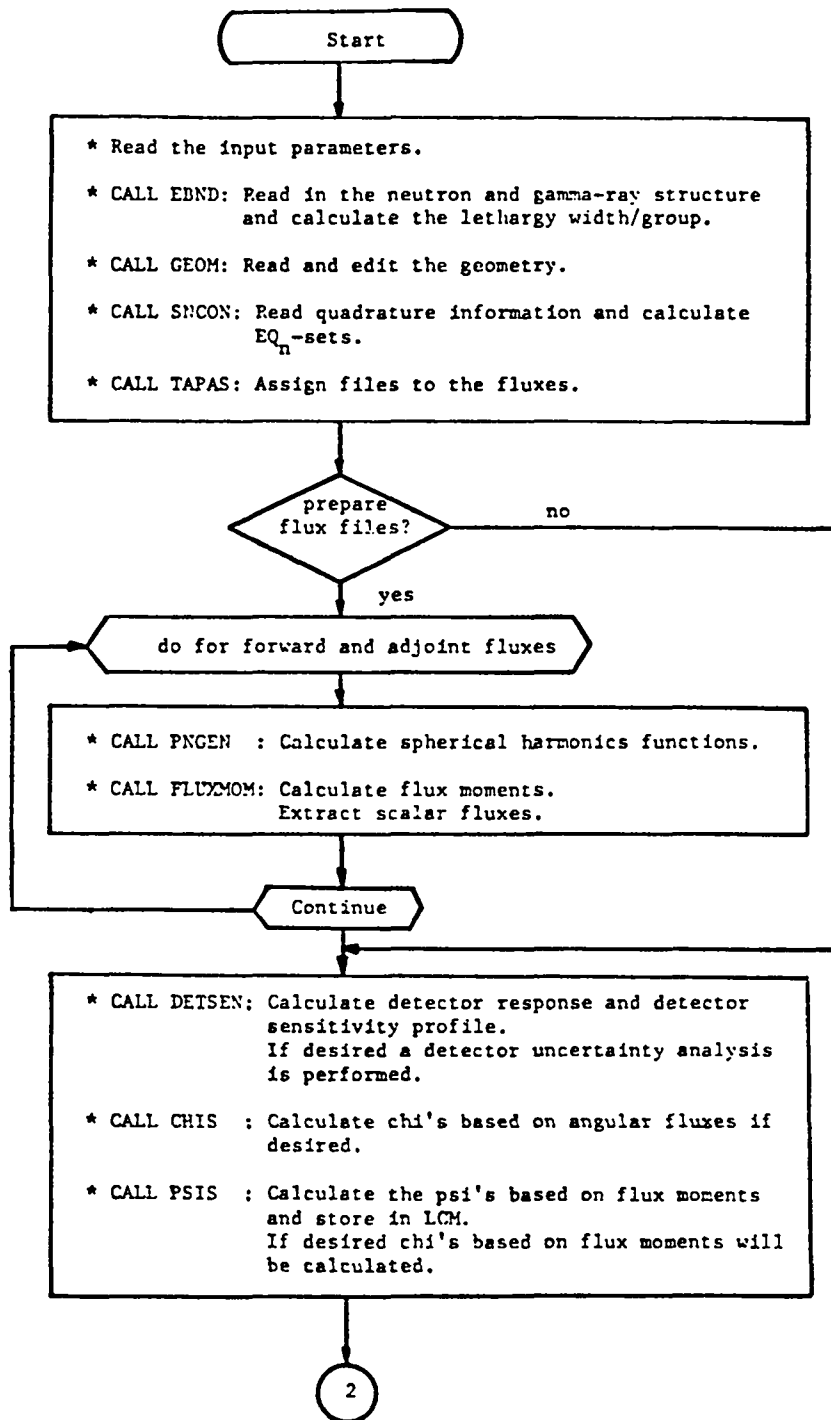 Start
* Read the input parameters.
* CALL EBND: Read in the neutron and gamma-ray structure
and calculate the lethargy width/group.
* CALL GEOM: Read and edit the geometry.
* CALL SNCON: Read quadrature information and calculate
EQn-sets.
* CALL TAPAS: Assign files to the fluxes.
prepare
flux files?
no
yes
do for forward and adjoint fluxes
* CALL PNGEN : Calculate spherical harmonics functions.
* CALL FLUXMOM: Calculate flux moments.
Extract scalar fluxes.
Continue
* CALL DETSEN: Calculate detector response and detector
sensitivity profile.
If desired a detector uncertainty analysis
is performed.
* CALL CHIS : Calculate chi's based on angular fluxes if
desired.
* CALL PSIS : Calculate the psi's based on flux moments
and store in LCM.
If desired chi's based on flux moments will
be calculated.
2